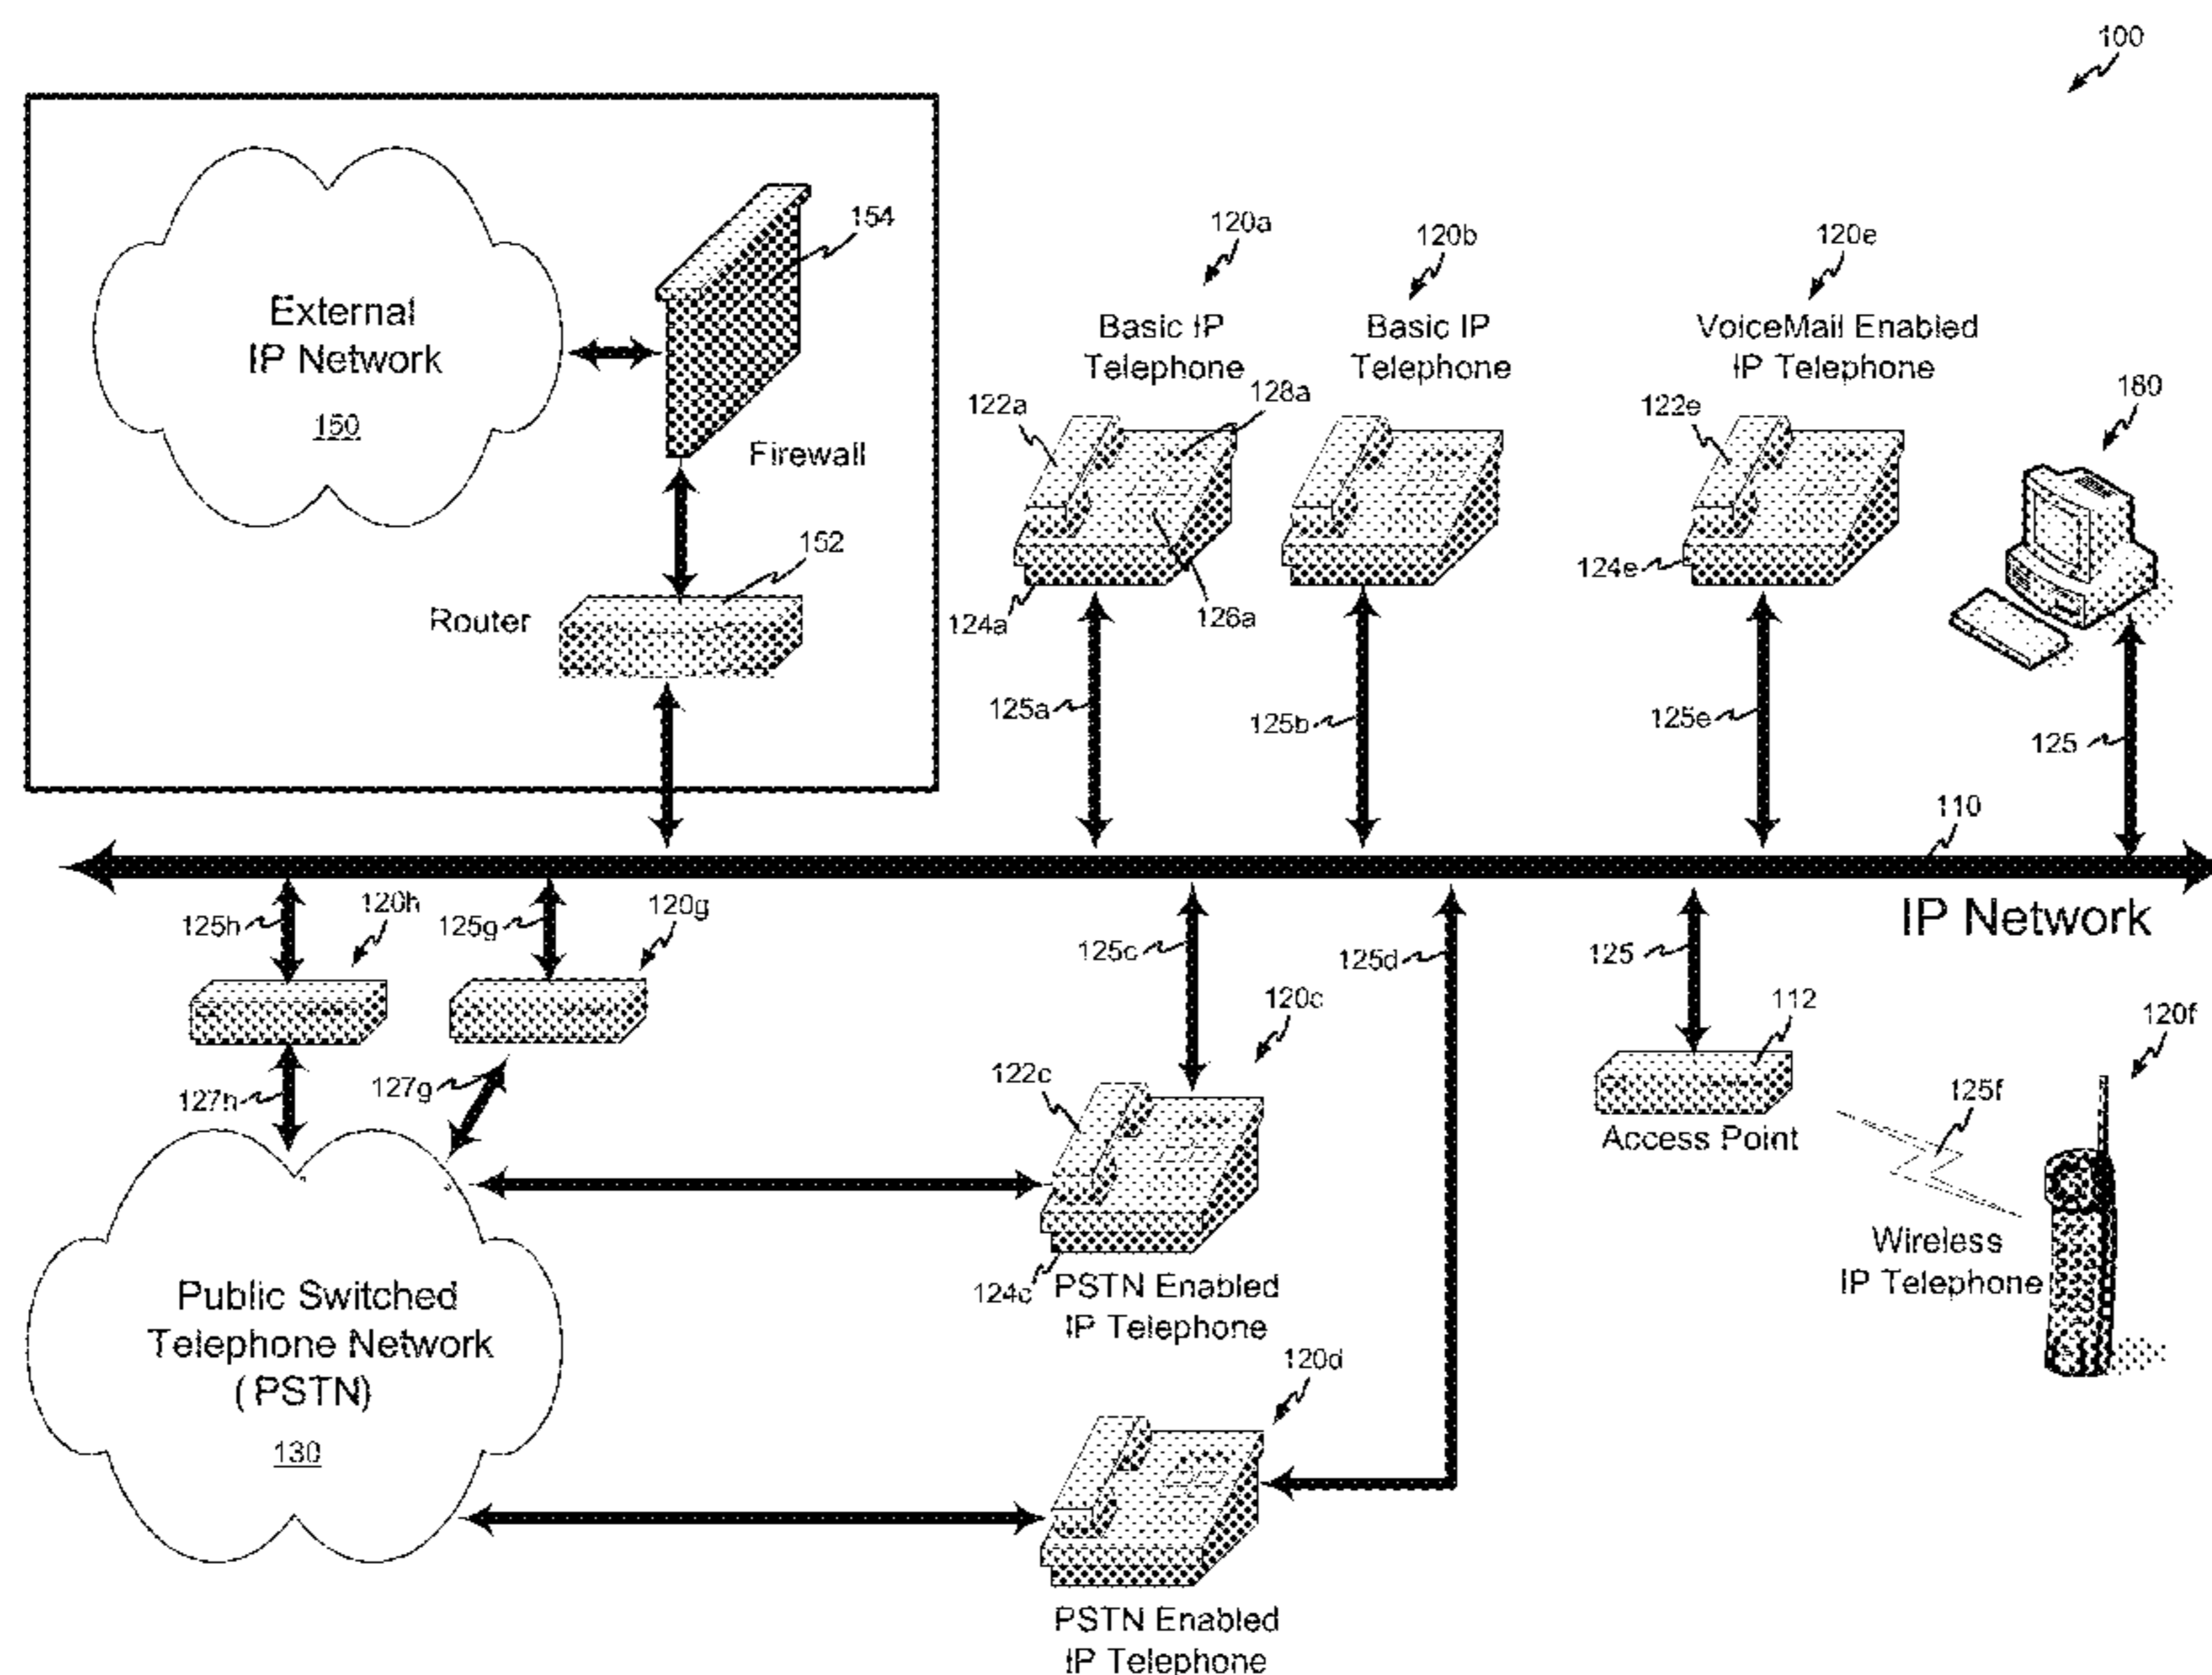 100
External
IP Network
150
154
Firewall
152
Router
120a
Basic IP
Telephone
122a
128a
124a
126a
125a
120b
Basic IP
Telephone
125b
120e
VoiceMail Enabled
IP Telephone
122e
124e
125e
180
125
110
IP Network
125h
120h
127h
125g
120g
127g
Public Switched
Telephone Network
(PSTN)
130
125c
120c
122c
124c
PSTN Enabled
IP Telephone
125d
120d
PSTN Enabled
IP Telephone
125
112
Access Point
125f
120f
Wireless
IP Telephone